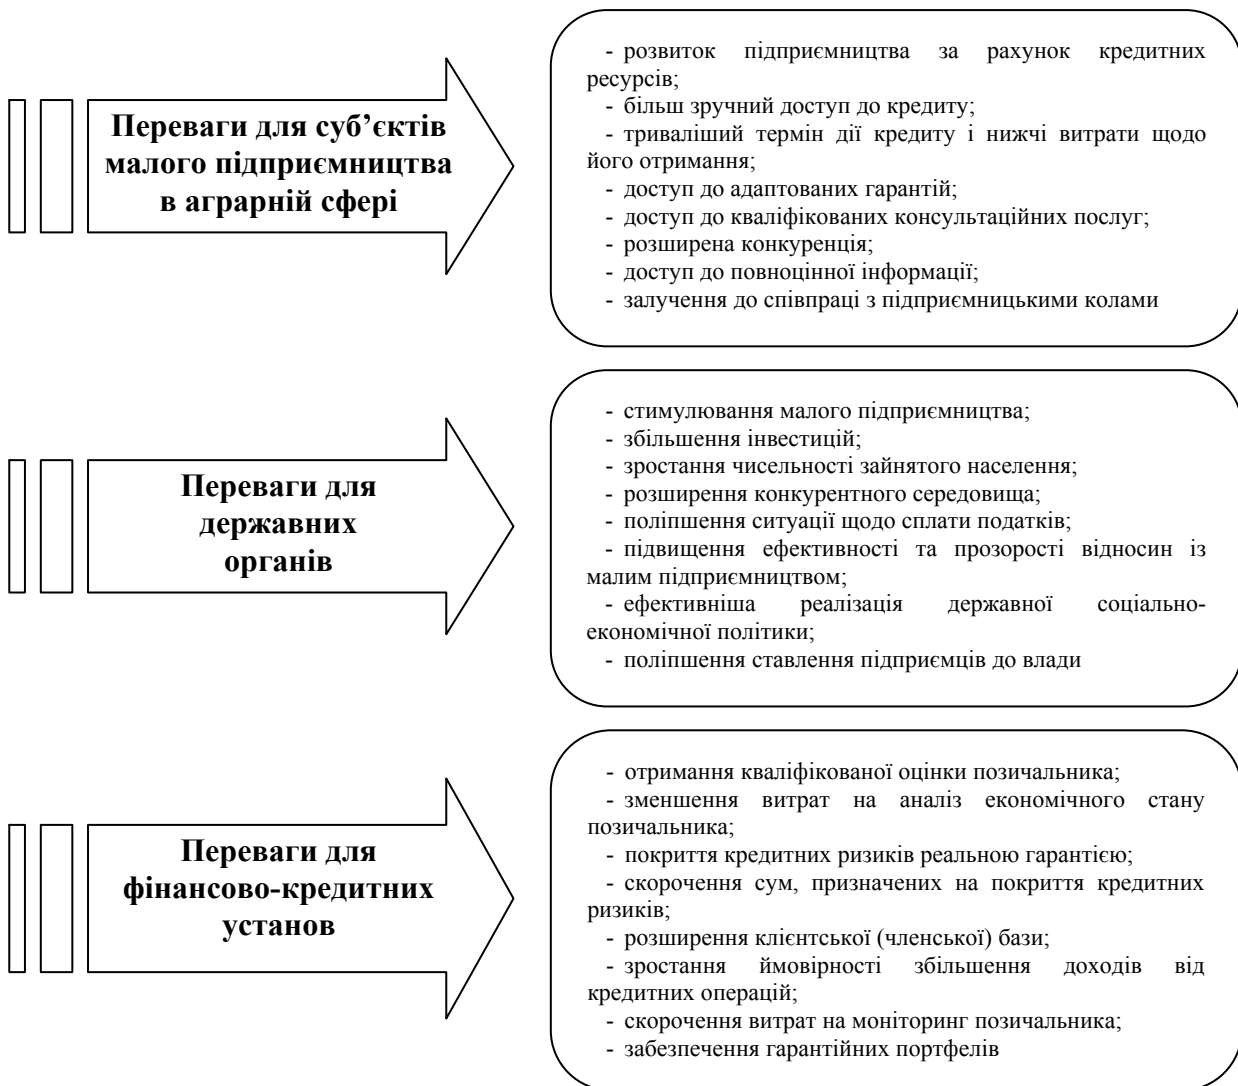 Переваги для суб’єктів
малого підприємництва
в аграрній сфері
- розвиток підприємництва за рахунок кредитних
ресурсів;
- більш зручний доступ до кредиту;
- триваліший термін дії кредиту і нижчі витрати щодо
його отримання;
- доступ до адаптованих гарантій;
- доступ до кваліфікованих консультаційних послуг;
- розширена конкуренція;
- доступ до повноцінної інформації;
- залучення до співпраці з підприємницькими колами
Переваги для
державних
органів
- стимулювання малого підприємництва;
- збільшення інвестицій;
- зростання чисельності зайнятого населення;
- розширення конкурентного середовища;
- поліпшення ситуації щодо сплати податків;
- підвищення ефективності та прозорості відносин із
малим підприємництвом;
- ефективніша реалізація державної соціально-
економічної політики;
- поліпшення ставлення підприємців до влади
Переваги для
фінансово-кредитних
установ
- отримання кваліфікованої оцінки позичальника;
- зменшення витрат на аналіз економічного стану
позичальника;
- покриття кредитних ризиків реальною гарантією;
- скорочення сум, призначених на покриття кредитних
ризиків;
- розширення клієнтської (членської) бази;
- зростання ймовірності збільшення доходів від
кредитних операцій;
- скорочення витрат на моніторинг позичальника;
- забезпечення гарантійних портфелів